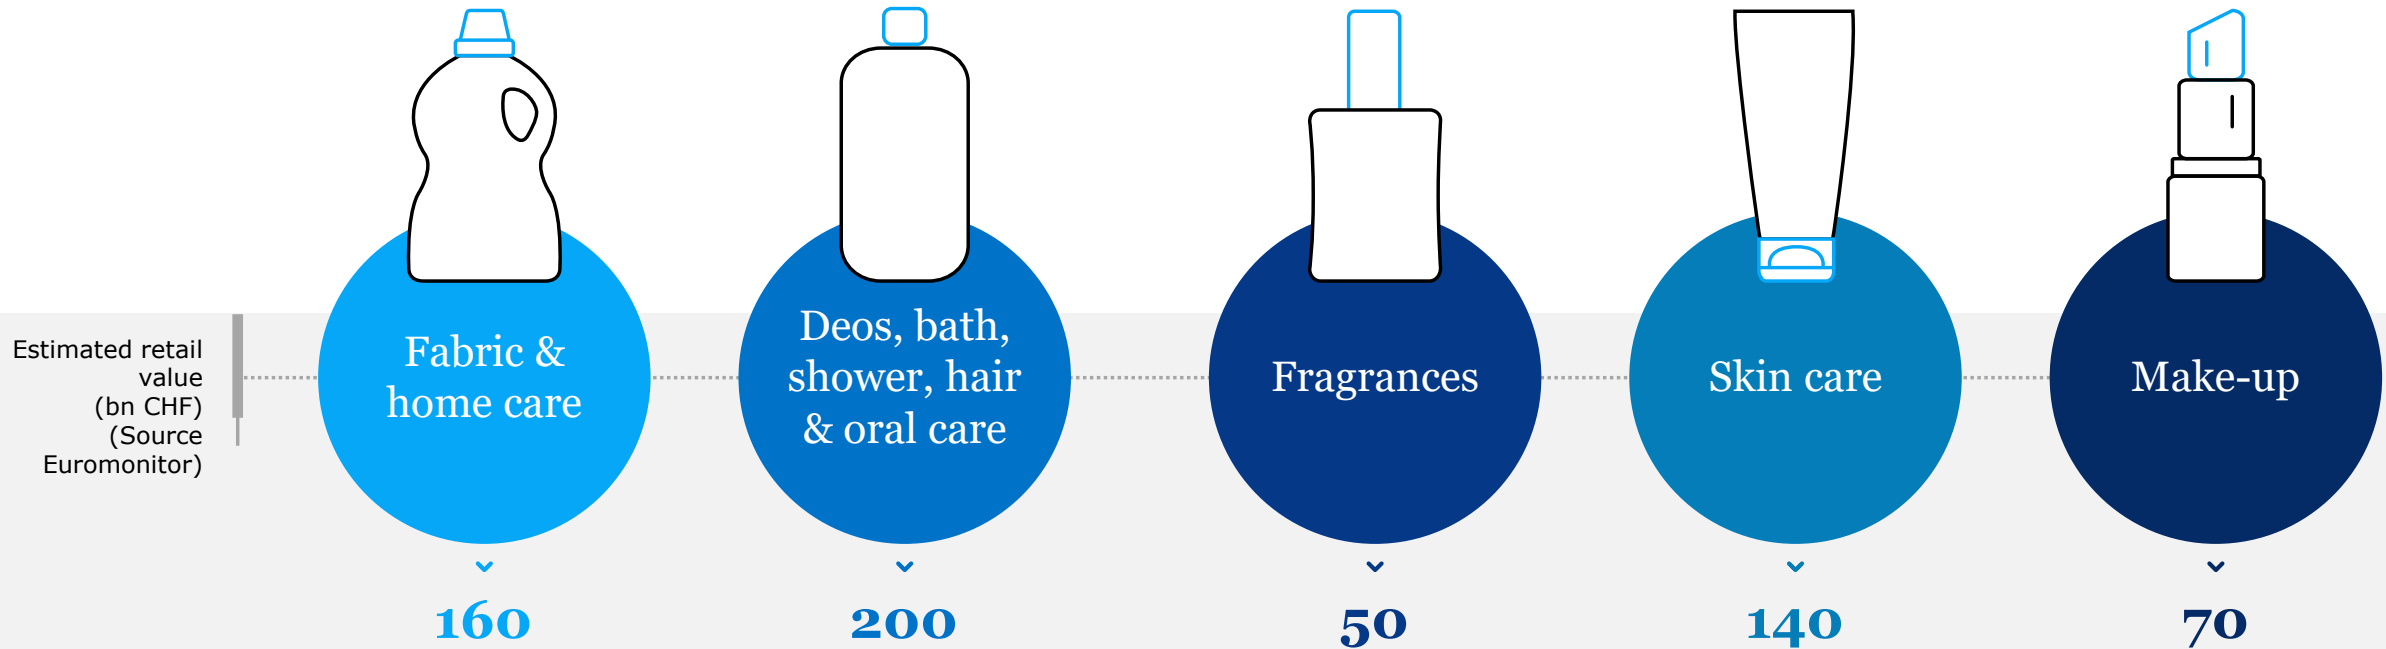 Estimated retail
value
(bn CHF)
(Source
Euromonitor)
Fabric &
home care
Deos, bath,
shower, hair
& oral care
Fragrances
Skin care
Make-up
160
200
50
140
70